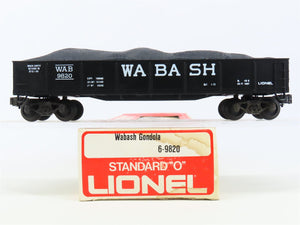 WAB
9820
WABASH
LIONEL
Wabash Gondola
6-9820
STANDARD "O"
LIONEL